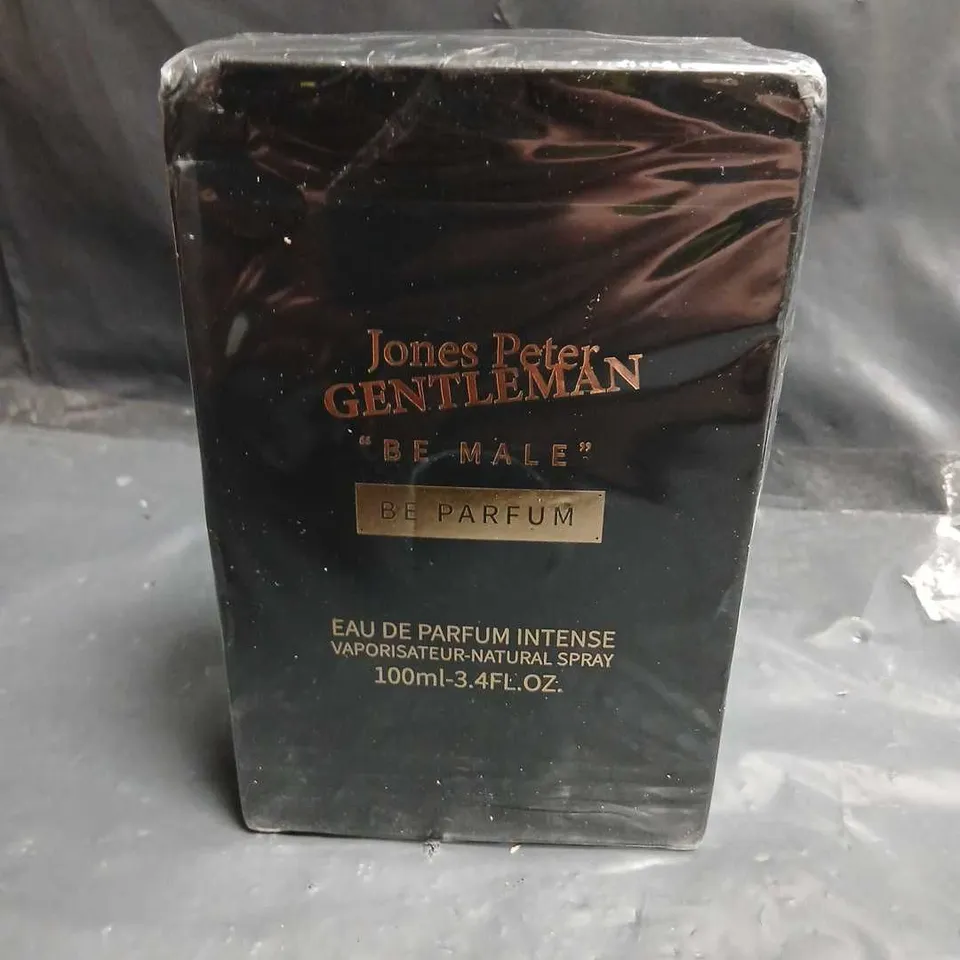 Jones Peter
GENTLEMAN
“BE MALE”
BE PARFUM
EAU DE PARFUM INTENSE
VAPORISATEUR-NATURAL SPRAY
100ml-3.4FL.OZ.